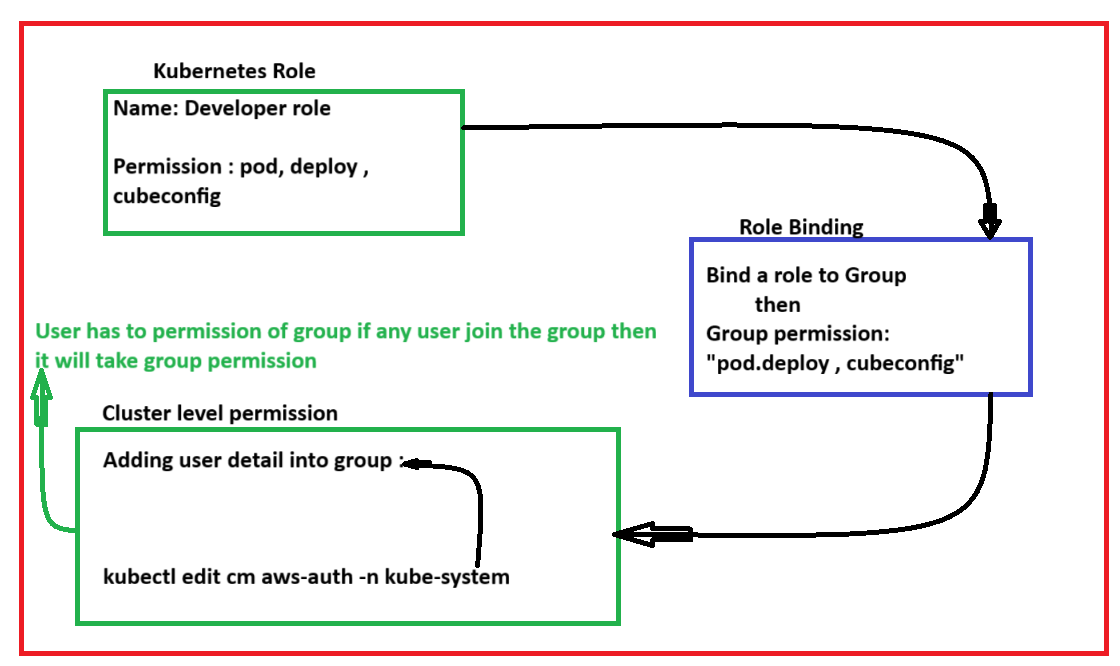 Kubernetes Role
Name: Developer role
Permission : pod, deploy ,
cubeconfig
Role Binding
Bind a role to Group
then
Group permission:
"pod.deploy , cubeconfig"
User has to permission of group if any user join the group then
it will take group permission
Cluster level permission
Adding user detail into group :
kubectl edit cm aws-auth -n kube-system